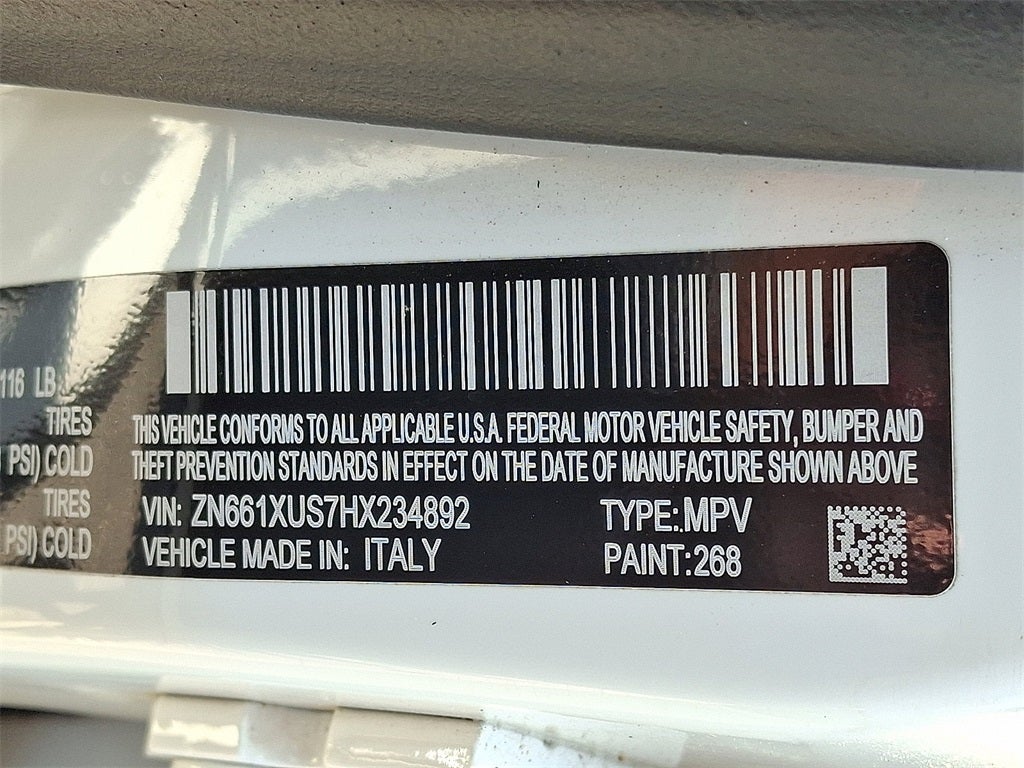 116 LB
TIRES
PSI) COLD
TIRES
PSI) COLD
THIS VEHICLE CONFORMS TO ALL APPLICABLE U.S.A. FEDERAL MOTOR VEHICLE SAFETY, BUMPER AND
THEFT PREVENTION STANDARDS IN EFFECT ON THE DATE OF MANUFACTURE SHOWN ABOVE
VIN: ZN661XUS7HX234892 TYPE: MPV
VEHICLE MADE IN: ITALY PAINT:268